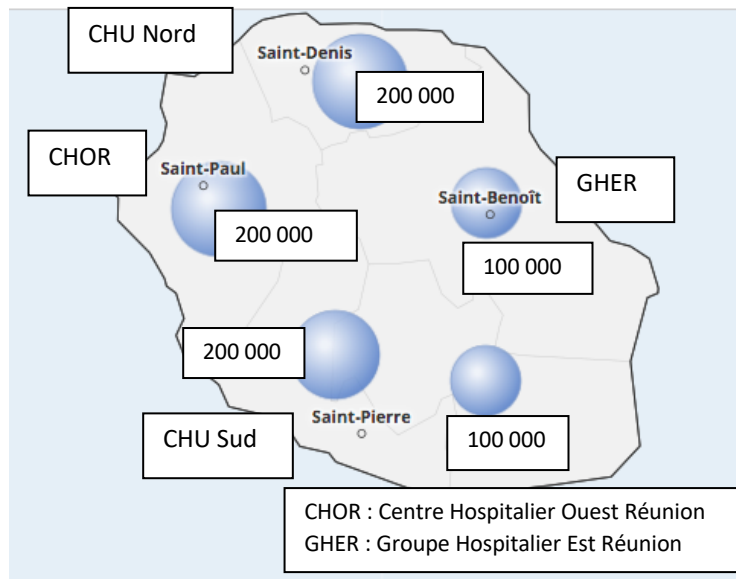 CHU Nord
Saint-Denis
200 000
CHOR
Saint-Paul
200 000
GHER
Saint-Benoît
100 000
200 000
Saint-Pierre
CHU Sud
100 000
CHOR : Centre Hospitalier Ouest Réunion
GHER : Groupe Hospitalier Est Réunion